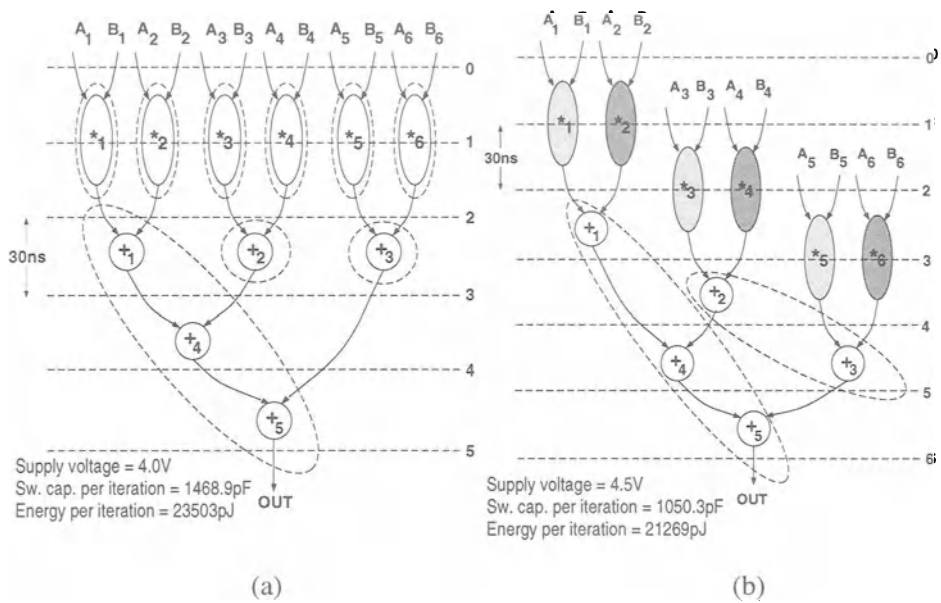 A1 B1 A2 B2 A3 B3 A4 B4 A5 B5 A6 B6
0
*1 *2 *3 *4 *5 *6
1
2
30ns
+1 +2 +3
3
+4
4
+5
5
Supply voltage = 4.0V
Sw. cap. per iteration = 1468.9pF
Energy per iteration = 23503pJ
OUT
(a)
A1 B1 A2 B2
0
A3 B3 A4 B4
*1 *2
1
30ns
A5 B5 A6 B6
*3 *4
2
+1
*5 *6
3
+2
4
+4 +3
5
+5
6
Supply voltage = 4.5V
Sw. cap. per iteration = 1050.3pF
Energy per iteration = 21269pJ
OUT
(b)